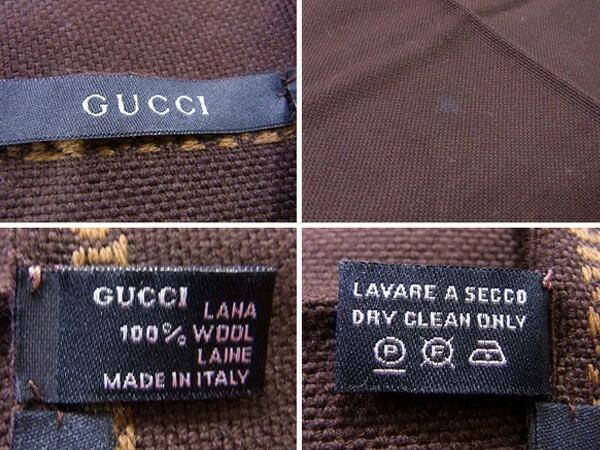 GUCCI
GUCCI
LANA
100% WOOL
LAINE
MADE IN ITALY
LAVARE A SECCO
DRY CLEAN ONLY
P F